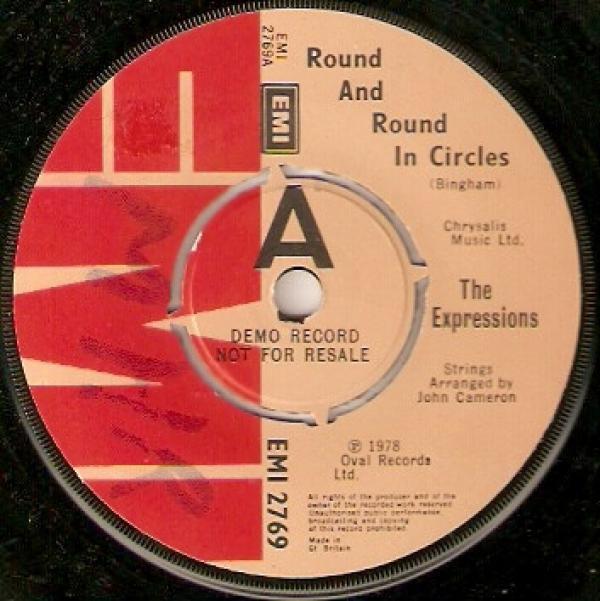 EMI
2769A
EMI
Round
And
Round
In Circles
(Bingham)
Chrysalis
Music Ltd.
A
The
Expressions
DEMO RECORD
NOT FOR RESALE
Strings
Arranged by
John Cameron
℗ 1978
Oval Records
Ltd.
EMI 2769
All rights of the producer and of the
owner of the recorded work reserved
Unauthorised public performance,
broadcasting and copying
of this record prohibited
Made in
Gt Britain
EMI